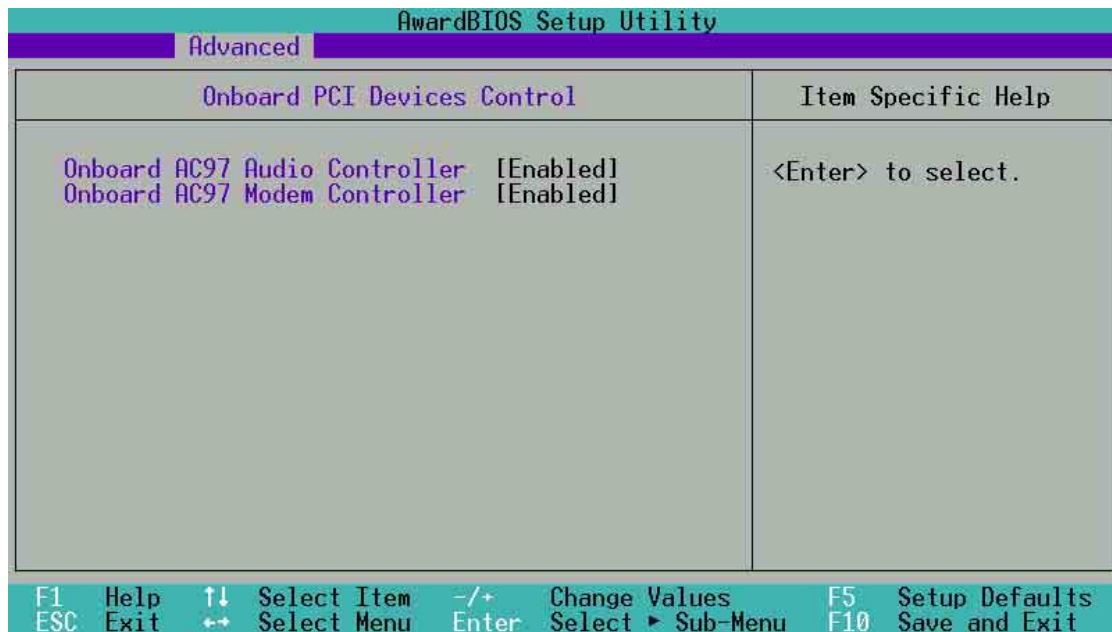 AwardBIOS Setup Utility
Advanced
Onboard PCI Devices Control
Item Specific Help
Onboard AC97 Audio Controller [Enabled]
Onboard AC97 Modem Controller [Enabled]
<Enter> to select.
F1 Help ↑↓ Select Item -/+ Change Values F5 Setup Defaults
ESC Exit ←→ Select Menu Enter Select ▶ Sub-Menu F10 Save and Exit